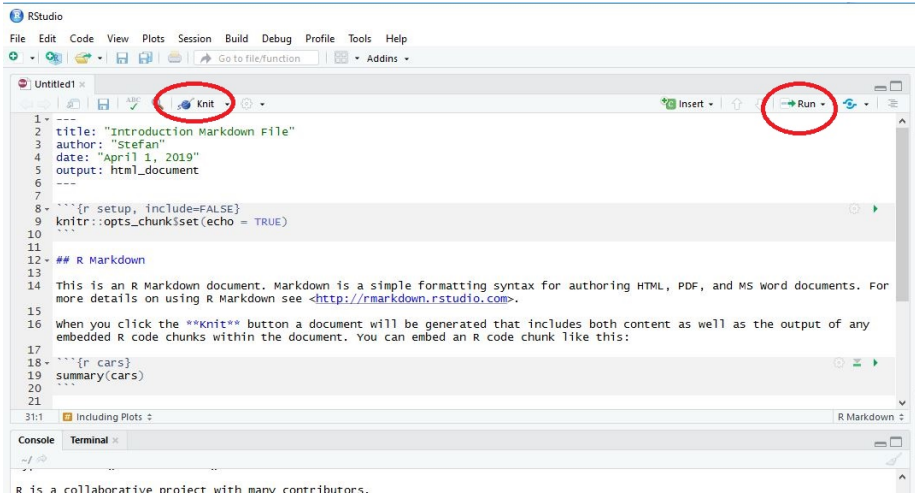 RStudio
File Edit Code View Plots Session Build Debug Profile Tools Help
Go to file/function Addins
Untitled1
ABC Knit Insert Run
1 ---
2 title: "Introduction Markdown File"
3 author: "Stefan"
4 date: "April 1, 2019"
5 output: html_document
6 ---
7
8 ```{r setup, include=FALSE}
9 knitr::opts_chunk$set(echo = TRUE)
10 ```
11
12 ## R Markdown
13
14 This is an R Markdown document. Markdown is a simple formatting syntax for authoring HTML, PDF, and MS Word documents. For
more details on using R Markdown see <http://rmarkdown.rstudio.com>.
15
16 When you click the **Knit** button a document will be generated that includes both content as well as the output of any
embedded R code chunks within the document. You can embed an R code chunk like this:
17
18 ```{r cars}
19 summary(cars)
20 ```
21
31:1 Including Plots R Markdown
Console Terminal
~/
R is a collaborative project with many contributors.